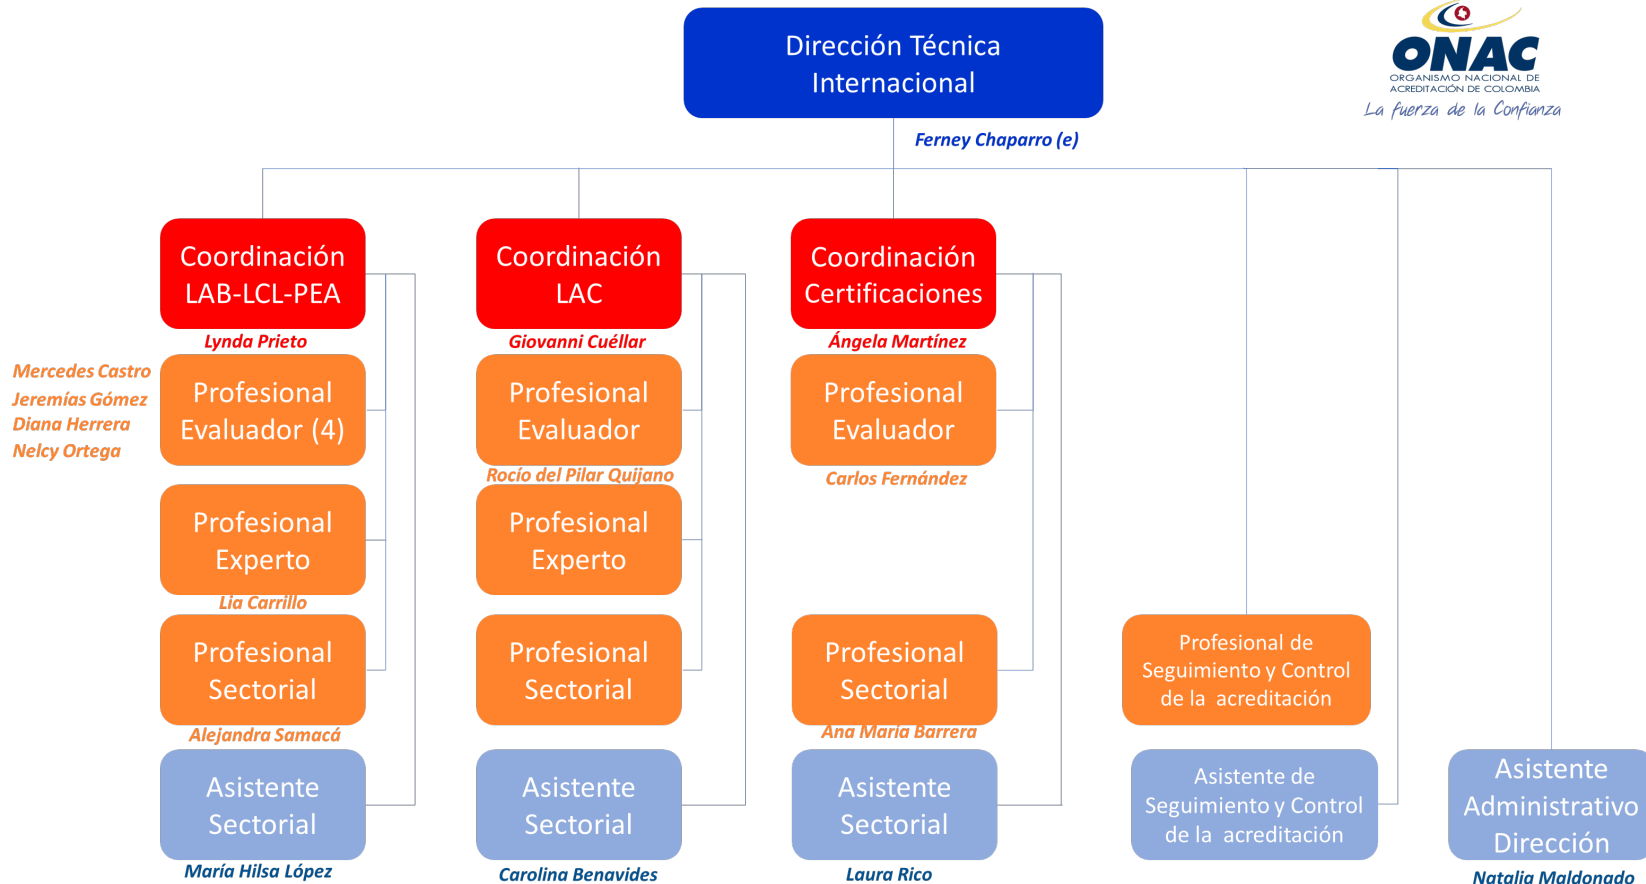 Dirección Técnica
Internacional
ONAC
ORGANISMO NACIONAL DE
ACREDITACIÓN DE COLOMBIA
La fuerza de la Confianza
Ferney Chaparro (e)
Coordinación
LAB-LCL-PEA
Lynda Prieto
Mercedes Castro
Jeremías Gómez
Diana Herrera
Nelcy Ortega
Profesional
Evaluador (4)
Profesional
Experto
Lia Carrillo
Profesional
Sectorial
Alejandra Samacá
Asistente
Sectorial
María Hilsa López
Coordinación
LAC
Giovanni Cuéllar
Profesional
Evaluador
Rocío del Pilar Quijano
Profesional
Experto
Profesional
Sectorial
Asistente
Sectorial
Carolina Benavides
Coordinación
Certificaciones
Ángela Martínez
Profesional
Evaluador
Carlos Fernández
Profesional
Sectorial
Ana María Barrera
Asistente
Sectorial
Laura Rico
Profesional de
Seguimiento y Control
de la acreditación
Asistente de
Seguimiento y Control
de la acreditación
Asistente
Administrativo
Dirección
Natalia Maldonado